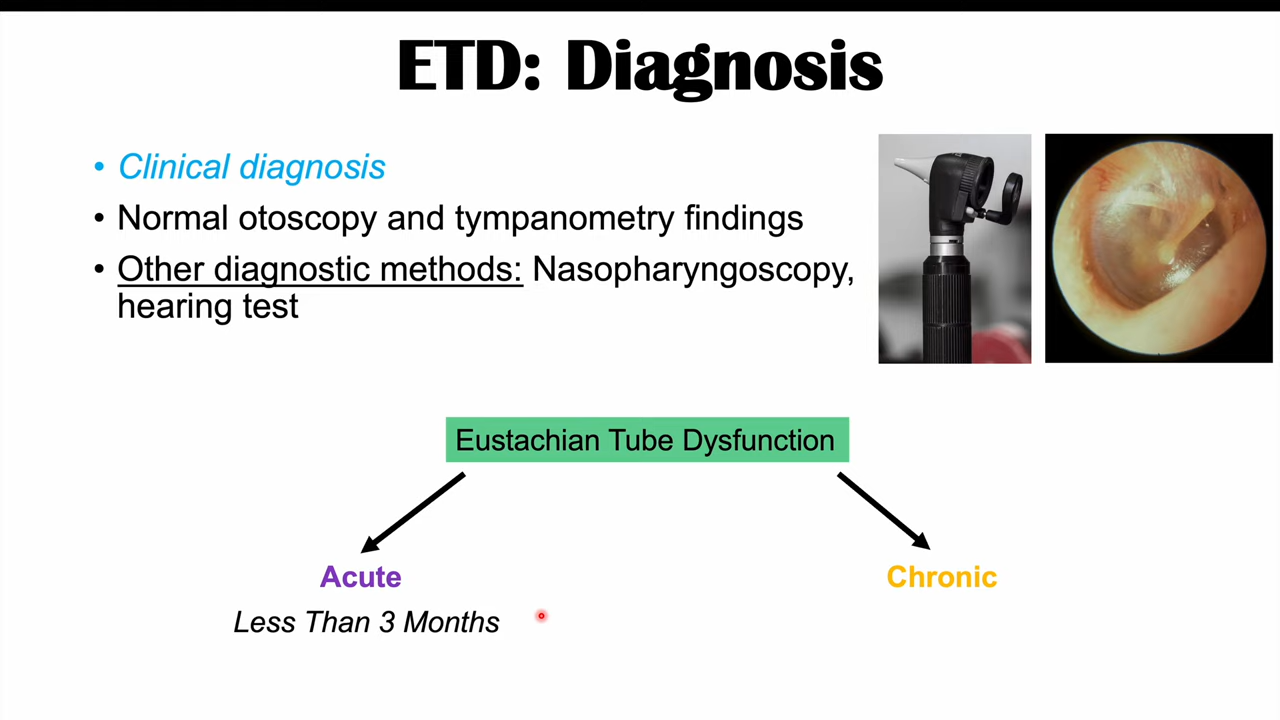 ETD: Diagnosis
• Clinical diagnosis
• Normal otoscopy and tympanometry findings
• Other diagnostic methods: Nasopharyngoscopy,
hearing test
Eustachian Tube Dysfunction
Acute
Chronic
Less Than 3 Months